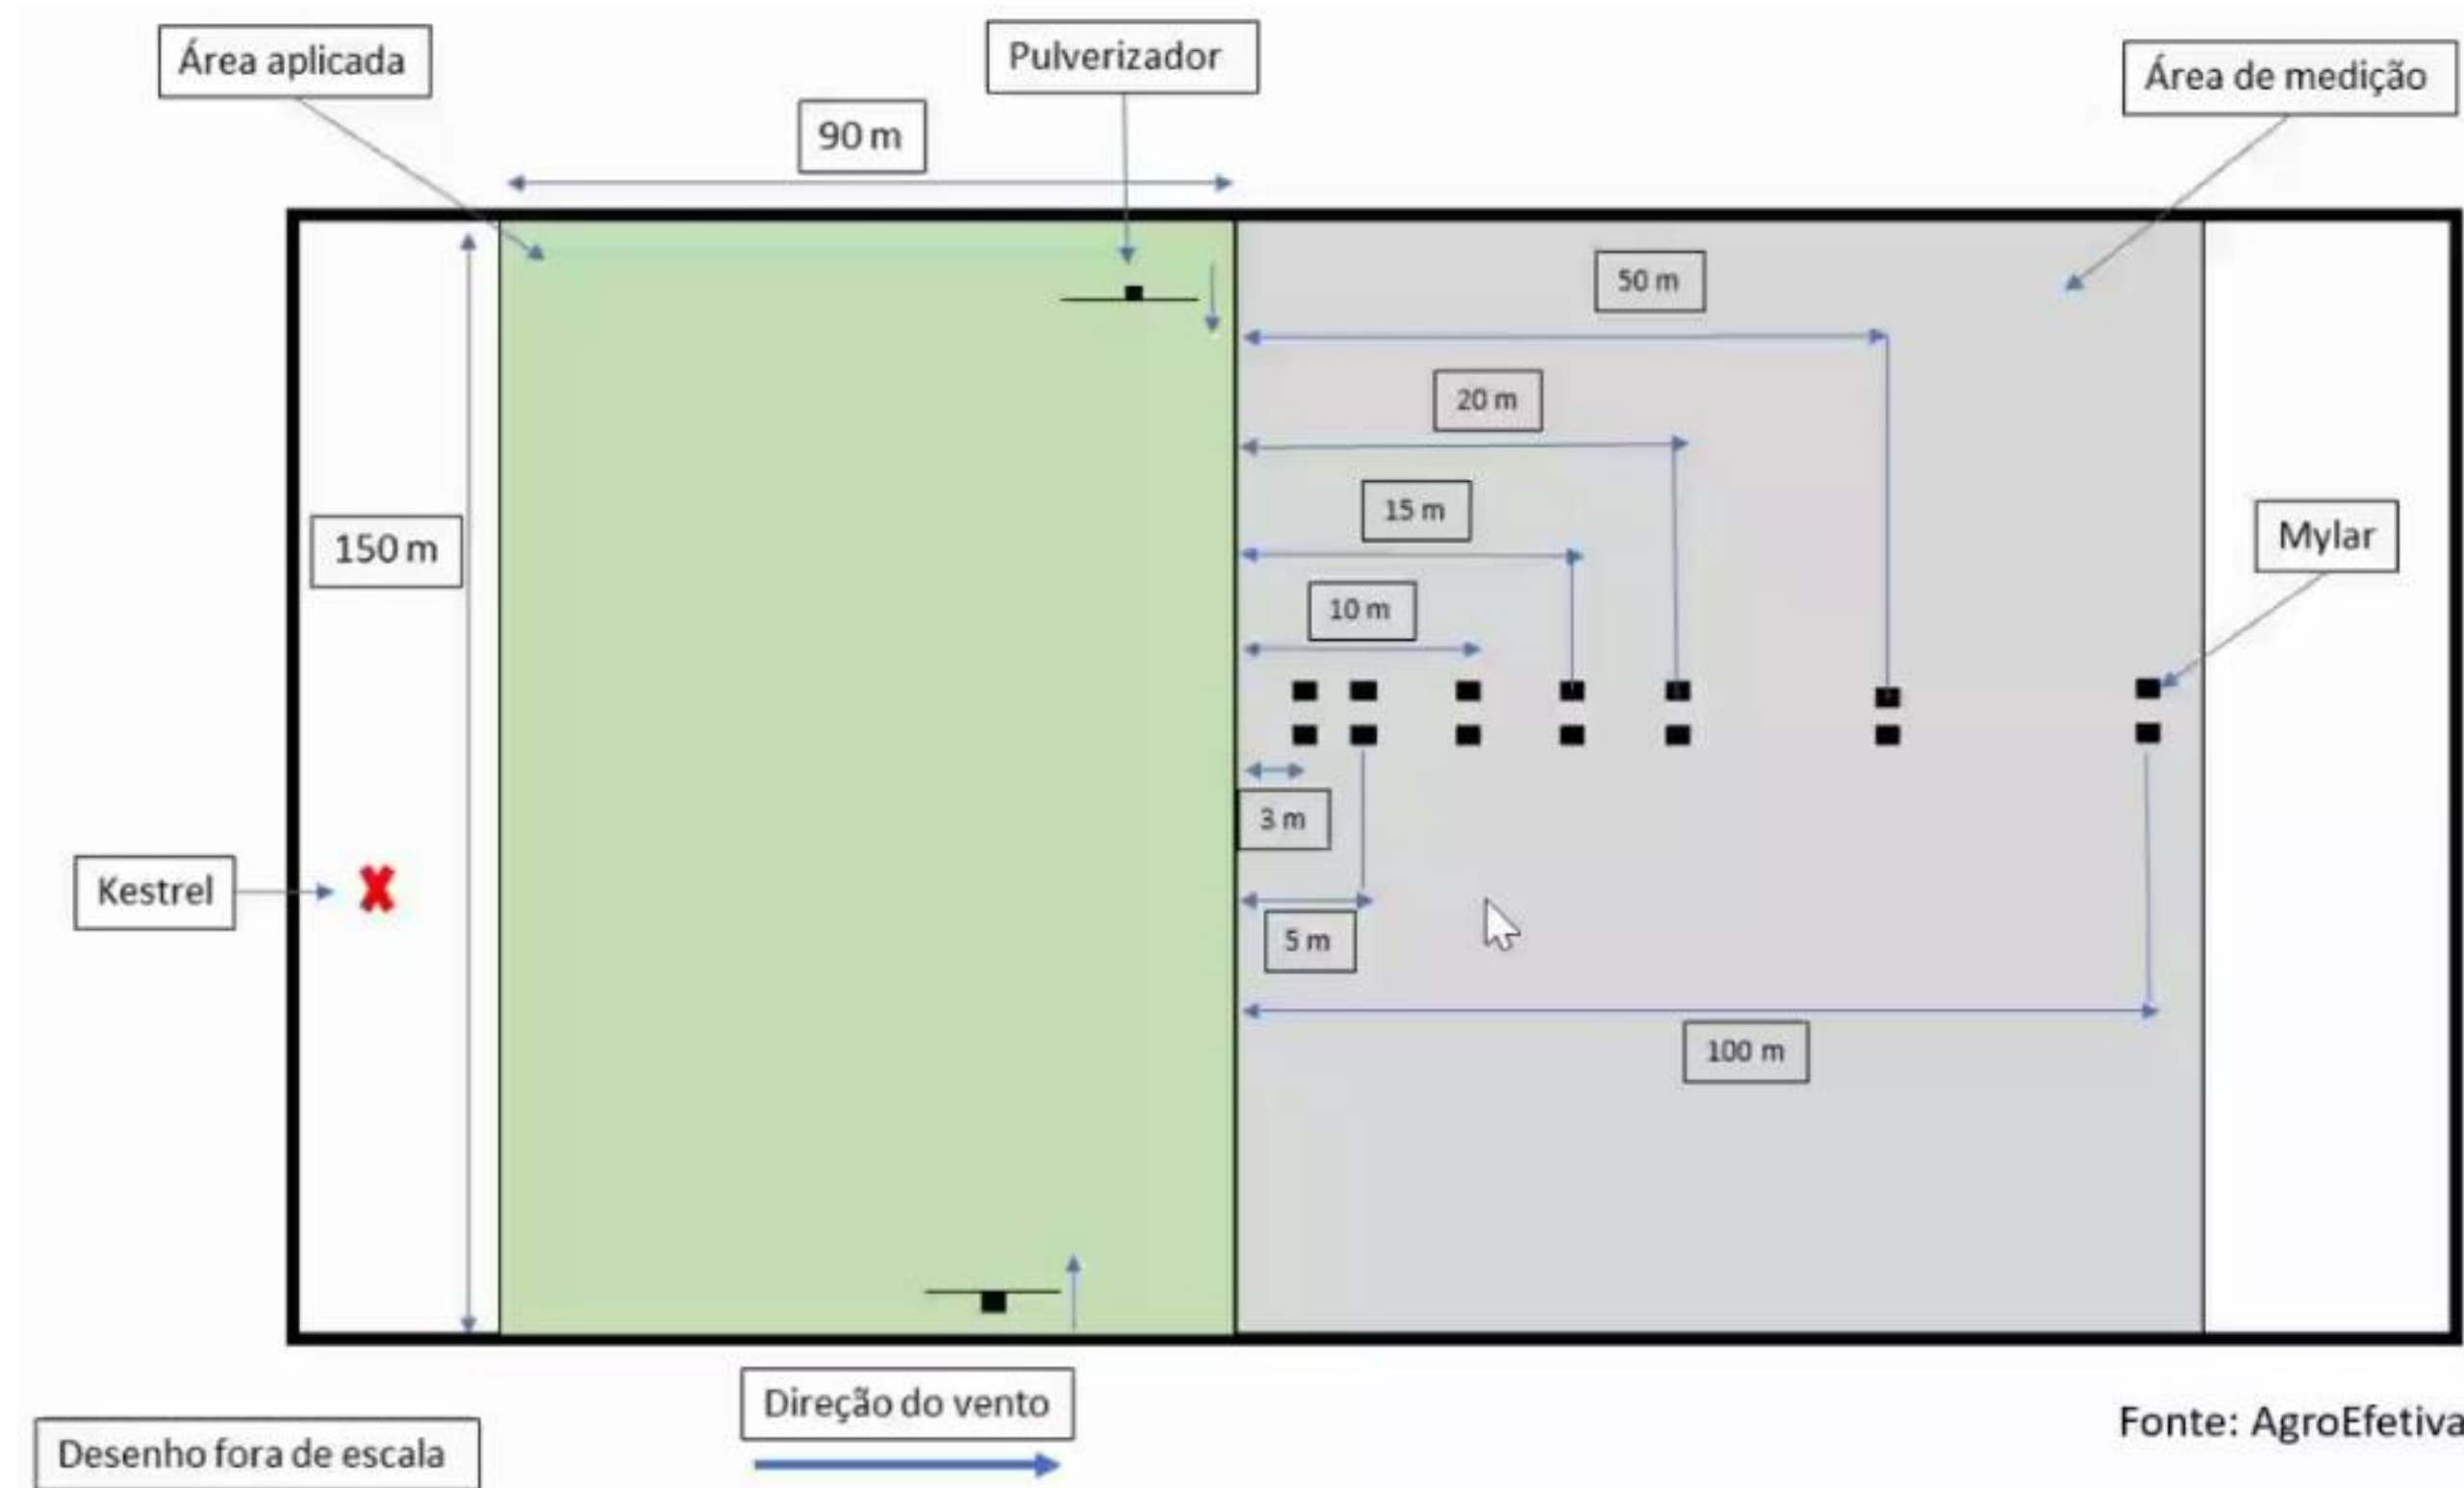 Área aplicada
Pulverizador
Área de medição
90 m
50 m
20 m
15 m
150 m
Mylar
10 m
3 m
Kestrel
5 m
100 m
Direção do vento
Desenho fora de escala
Fonte: AgroEfetiva